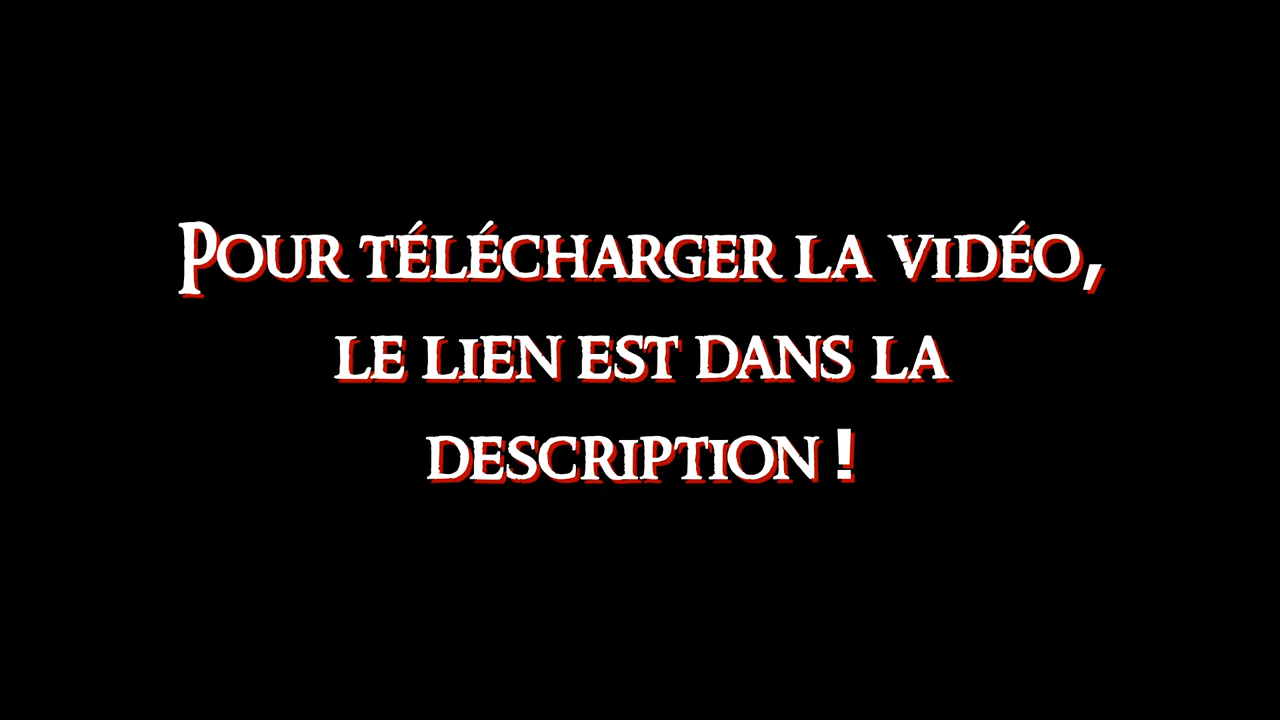 Pour télécharger la vidéo,
le lien est dans la
description !